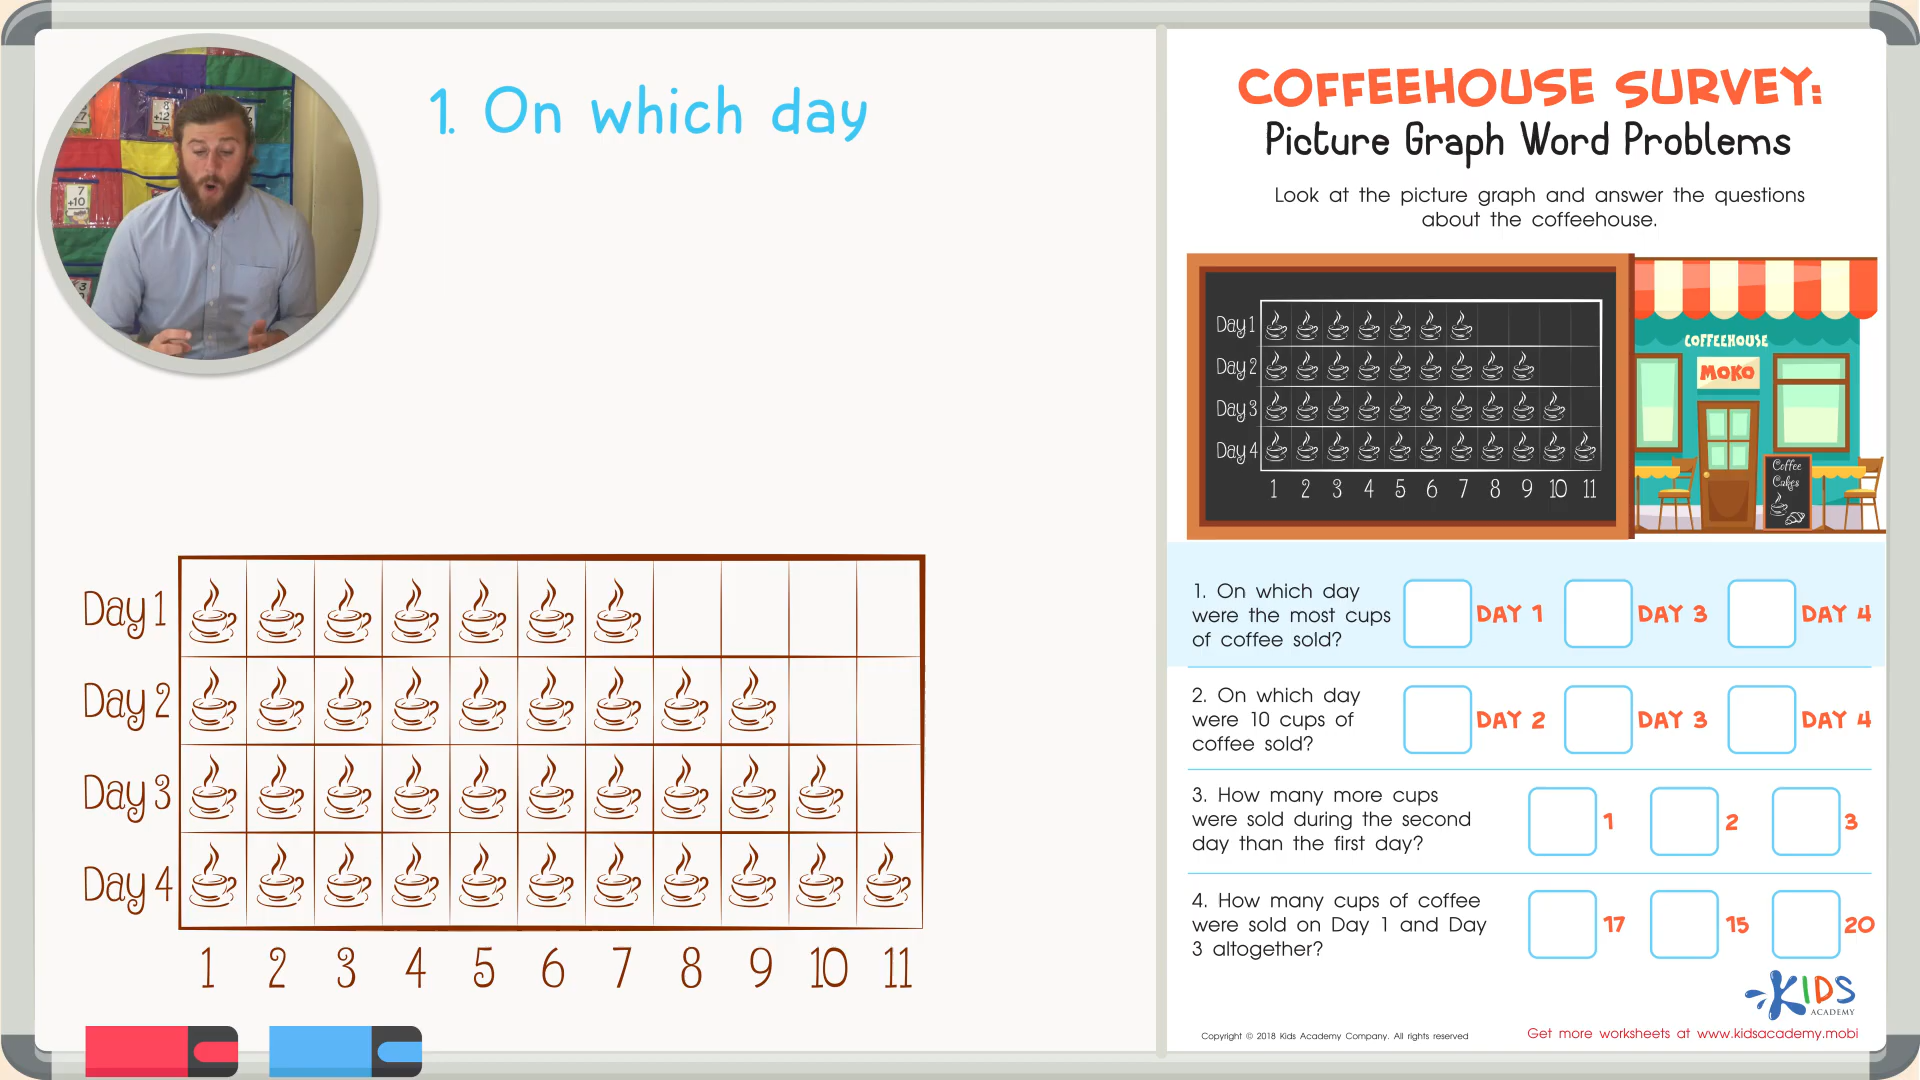 1. On which day
Day 1
Day 2
Day 3
Day 4
1 2 3 4 5 6 7 8 9 10 11
7
+10
COFFEEHOUSE SURVEY:
Picture Graph Word Problems
Look at the picture graph and answer the questions
about the coffeehouse.
Day 1
Day 2
Day 3
Day 4
1 2 3 4 5 6 7 8 9 10 11
COFFEEHOUSE
MOKO
Coffee
Cakes
1. On which day
were the most cups
of coffee sold?
DAY 1 DAY 3 DAY 4
2. On which day
were 10 cups of
coffee sold?
DAY 2 DAY 3 DAY 4
3. How many more cups
were sold during the second
day than the first day?
1 2 3
4. How many cups of coffee
were sold on Day 1 and Day
3 altogether?
17 15 20
KIDS
ACADEMY
Copyright © 2018 Kids Academy Company. All rights reserved
Get more worksheets at www.kidsacademy.mobi